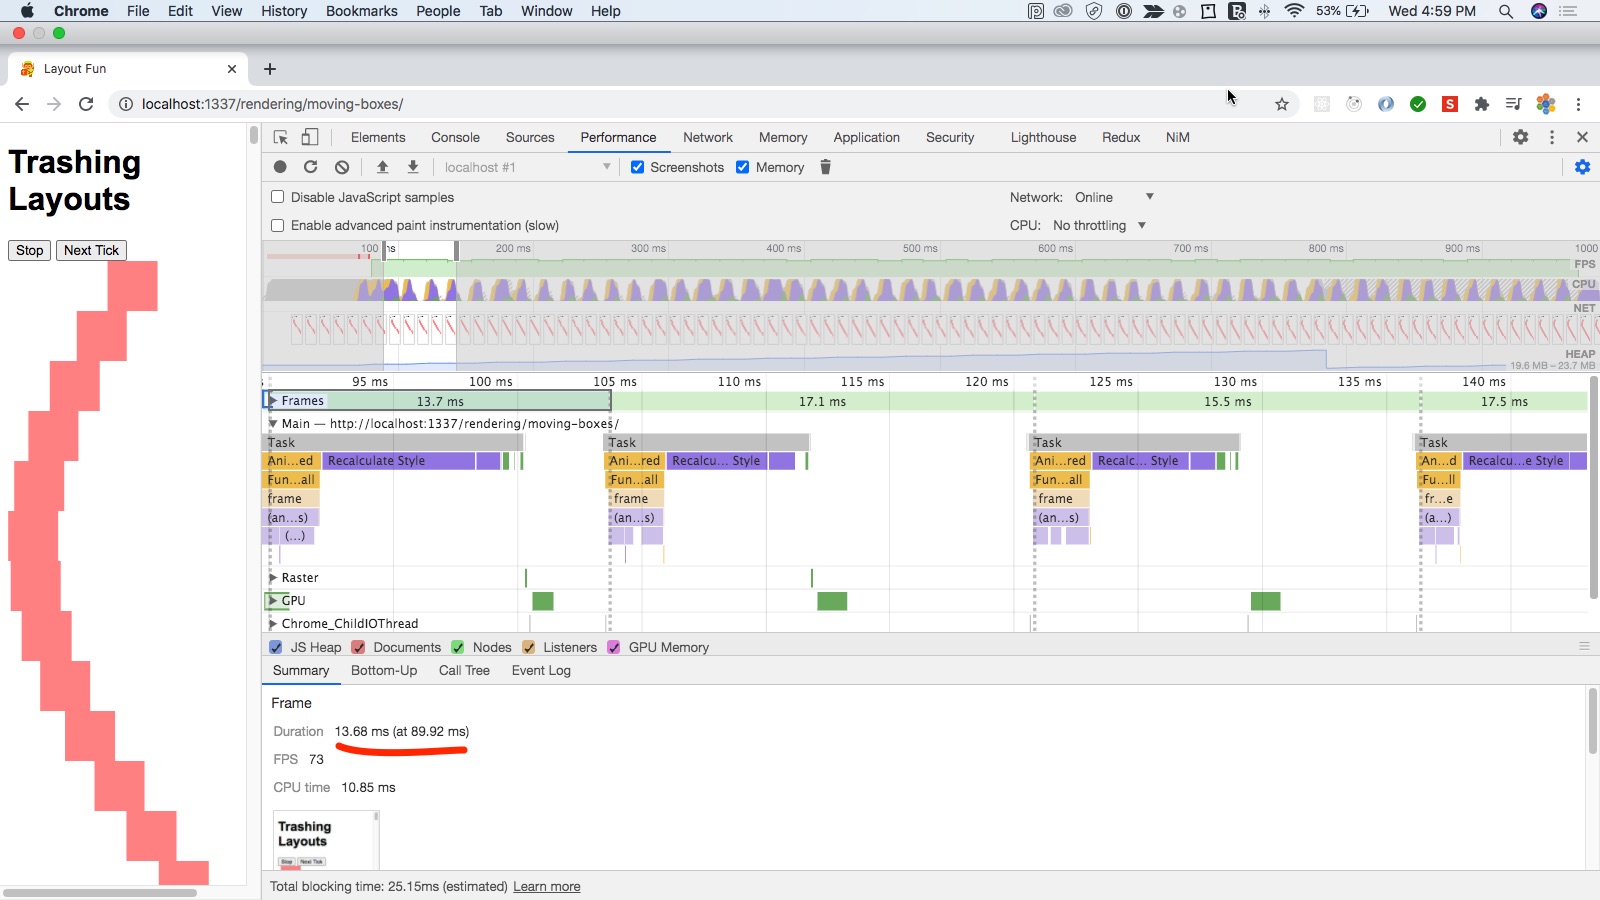 Chrome File Edit View History Bookmarks People Tab Window Help 53% Wed 4:59 PM
Layout Fun
localhost:1337/rendering/moving-boxes/
Elements Console Sources Performance Network Memory Application Security Lighthouse Redux NiM
localhost #1 Screenshots Memory
Disable JavaScript samples Network: Online
Enable advanced paint instrumentation (slow) CPU: No throttling
100 ms 200 ms 300 ms 400 ms 500 ms 600 ms 700 ms 800 ms 900 ms 1000
FPS
CPU
NET
HEAP
19.6 MB – 23.7 MB
95 ms 100 ms 105 ms 110 ms 115 ms 120 ms 125 ms 130 ms 135 ms 140 ms
Frames 13.7 ms 17.1 ms 15.5 ms 17.5 ms
Main — http://localhost:1337/rendering/moving-boxes/
Task Task Task Task
Ani...ed Recalculate Style Ani...red Recalcu... Style Ani...red Recalc... Style An...d Recalcu...e Style
Fun...all Fun...all Fun...all Fu...ll
frame frame frame fr...e
(an...s) (an...s) (an...s) (a...)
(...)
Raster
GPU
Chrome_ChildIOThread
JS Heap Documents Nodes Listeners GPU Memory
Summary Bottom-Up Call Tree Event Log
Frame
Duration 13.68 ms (at 89.92 ms)
FPS 73
CPU time 10.85 ms
Trashing
Layouts
Stop Next Tick
Total blocking time: 25.15ms (estimated) Learn more
Trashing
Layouts
Stop Next Tick